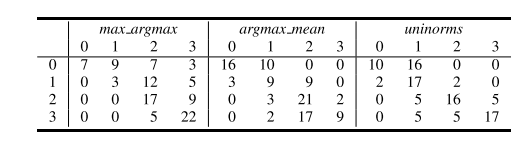 max_argmax argmax_mean uninorms
0 1 2 3 0 1 2 3 0 1 2 3
0 7 9 7 3 16 10 0 0 10 16 0 0
1 0 3 12 5 3 9 9 0 2 17 2 0
2 0 0 17 9 0 3 21 2 0 5 16 5
3 0 0 5 22 0 2 17 9 0 5 5 17